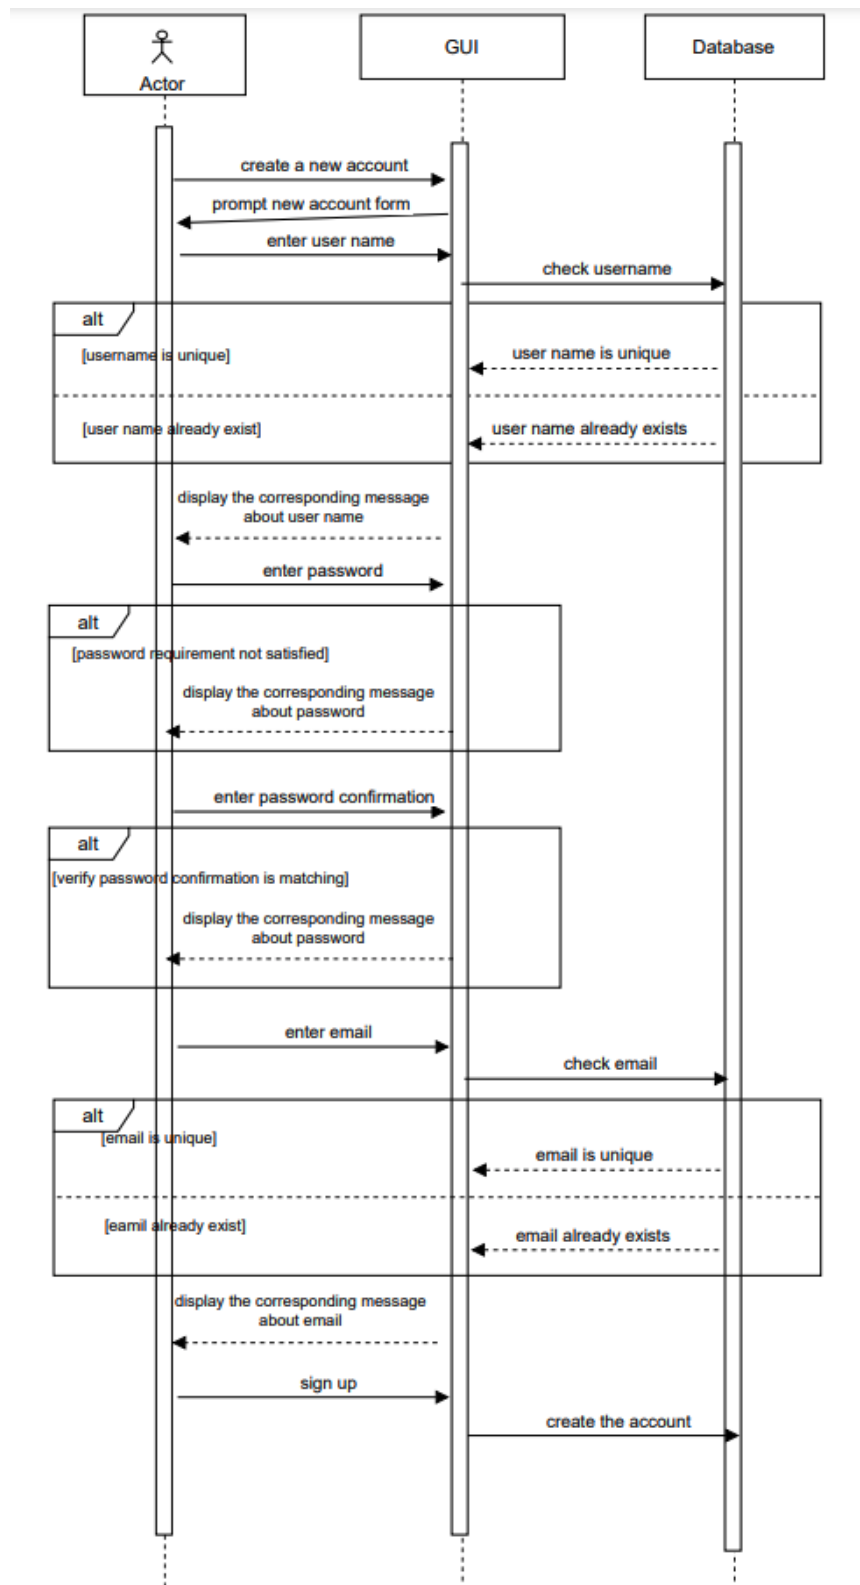 Actor
GUI
Database
create a new account
prompt new account form
enter user name
check username
alt
[username is unique]
user name is unique
[user name already exist]
user name already exists
display the corresponding message
about user name
enter password
alt
[password requirement not satisfied]
display the corresponding message
about password
enter password confirmation
alt
[verify password confirmation is matching]
display the corresponding message
about password
enter email
check email
alt
[email is unique]
email is unique
[eamil already exist]
email already exists
display the corresponding message
about email
sign up
create the account